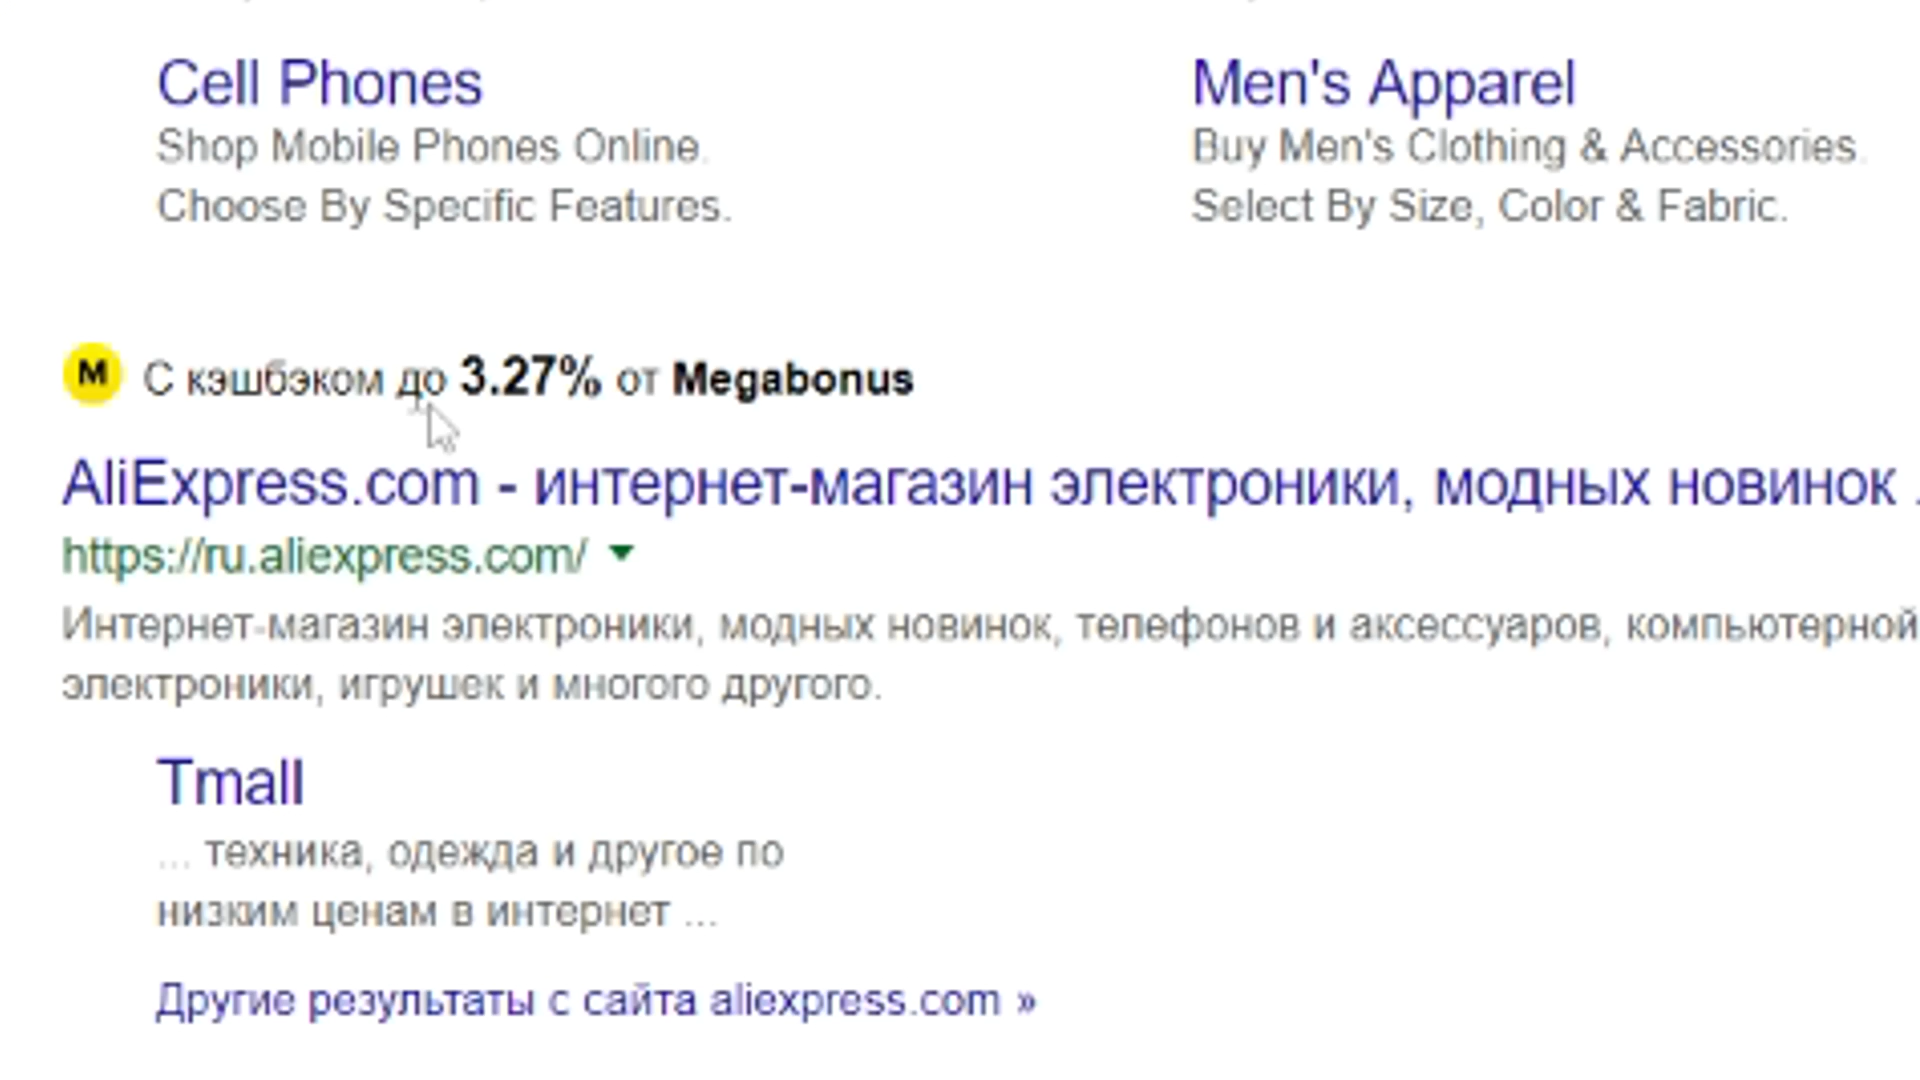 Cell Phones
Shop Mobile Phones Online.
Choose By Specific Features.
Men's Apparel
Buy Men's Clothing & Accessories.
Select By Size, Color & Fabric.
M С кэшбэком до 3.27% от Megabonus
AliExpress.com - интернет-магазин электроники, модных новинок .
https://ru.aliexpress.com/
Интернет-магазин электроники, модных новинок, телефонов и аксессуаров, компьютерной
электроники, игрушек и многого другого.
Tmall
... техника, одежда и другое по
низким ценам в интернет ...
Другие результаты с сайта aliexpress.com »